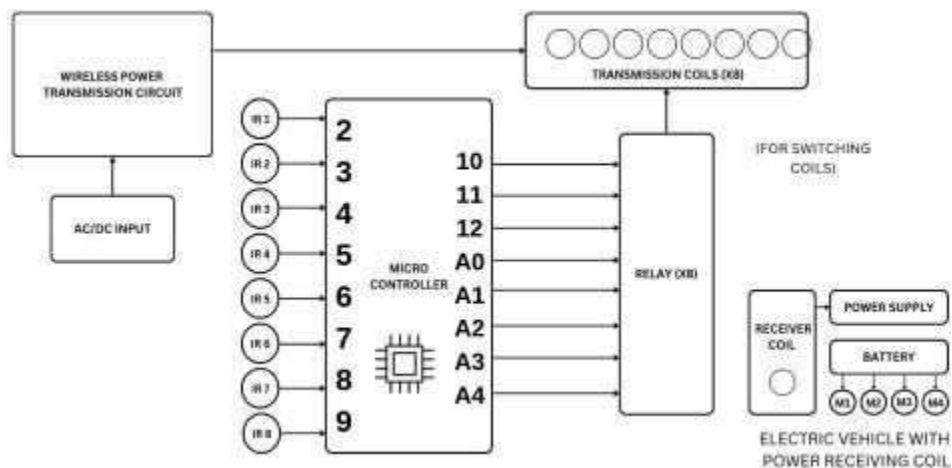 WIRELESS POWER
TRANSMISSION CIRCUIT
AC/DC INPUT
TRANSMISSION COILS (X8)
IR 1
IR 2
IR 3
IR 4
IR 5
IR 6
IR 7
IR 8
2
3
4
5
6
7
8
9
MICRO
CONTROLLER
10
11
12
A0
A1
A2
A3
A4
RELAY (X8)
(FOR SWITCHING
COILS)
RECEIVER
COIL
POWER SUPPLY
BATTERY
M1
M2
M3
M4
ELECTRIC VEHICLE WITH
POWER RECEIVING COIL